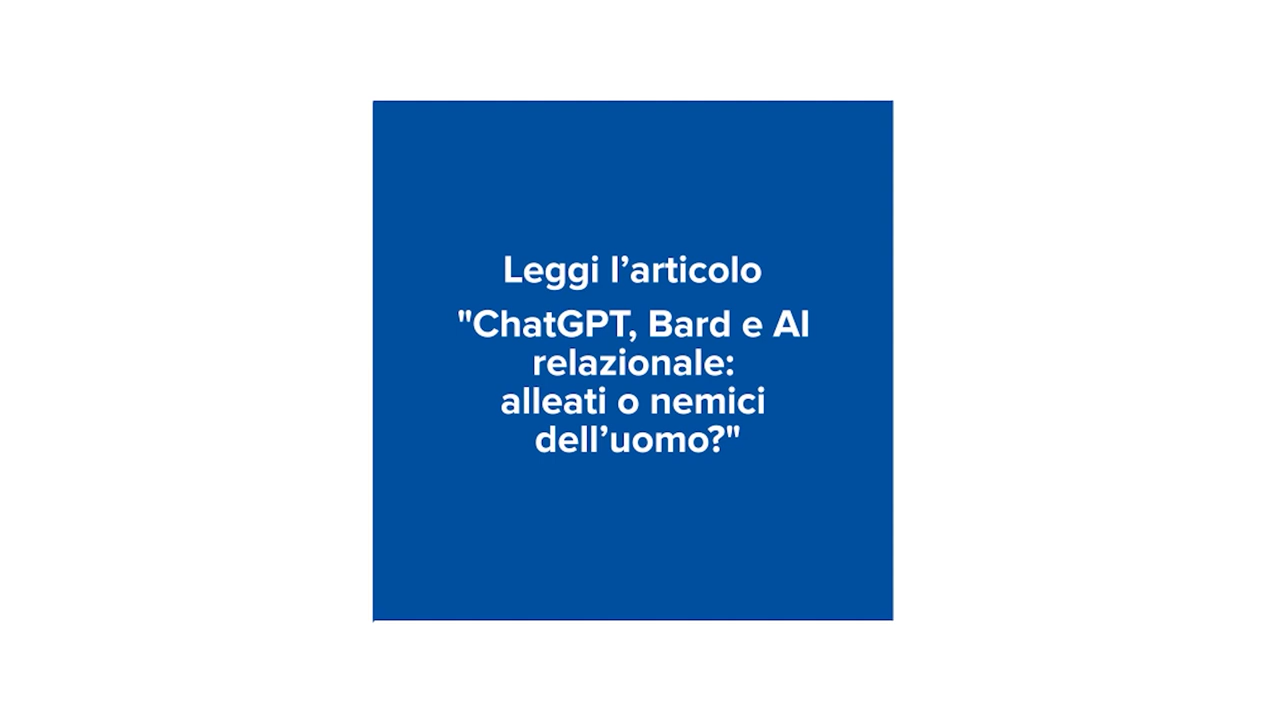 Leggi l’articolo
"ChatGPT, Bard e AI
relazionale:
alleati o nemici
dell’uomo?"